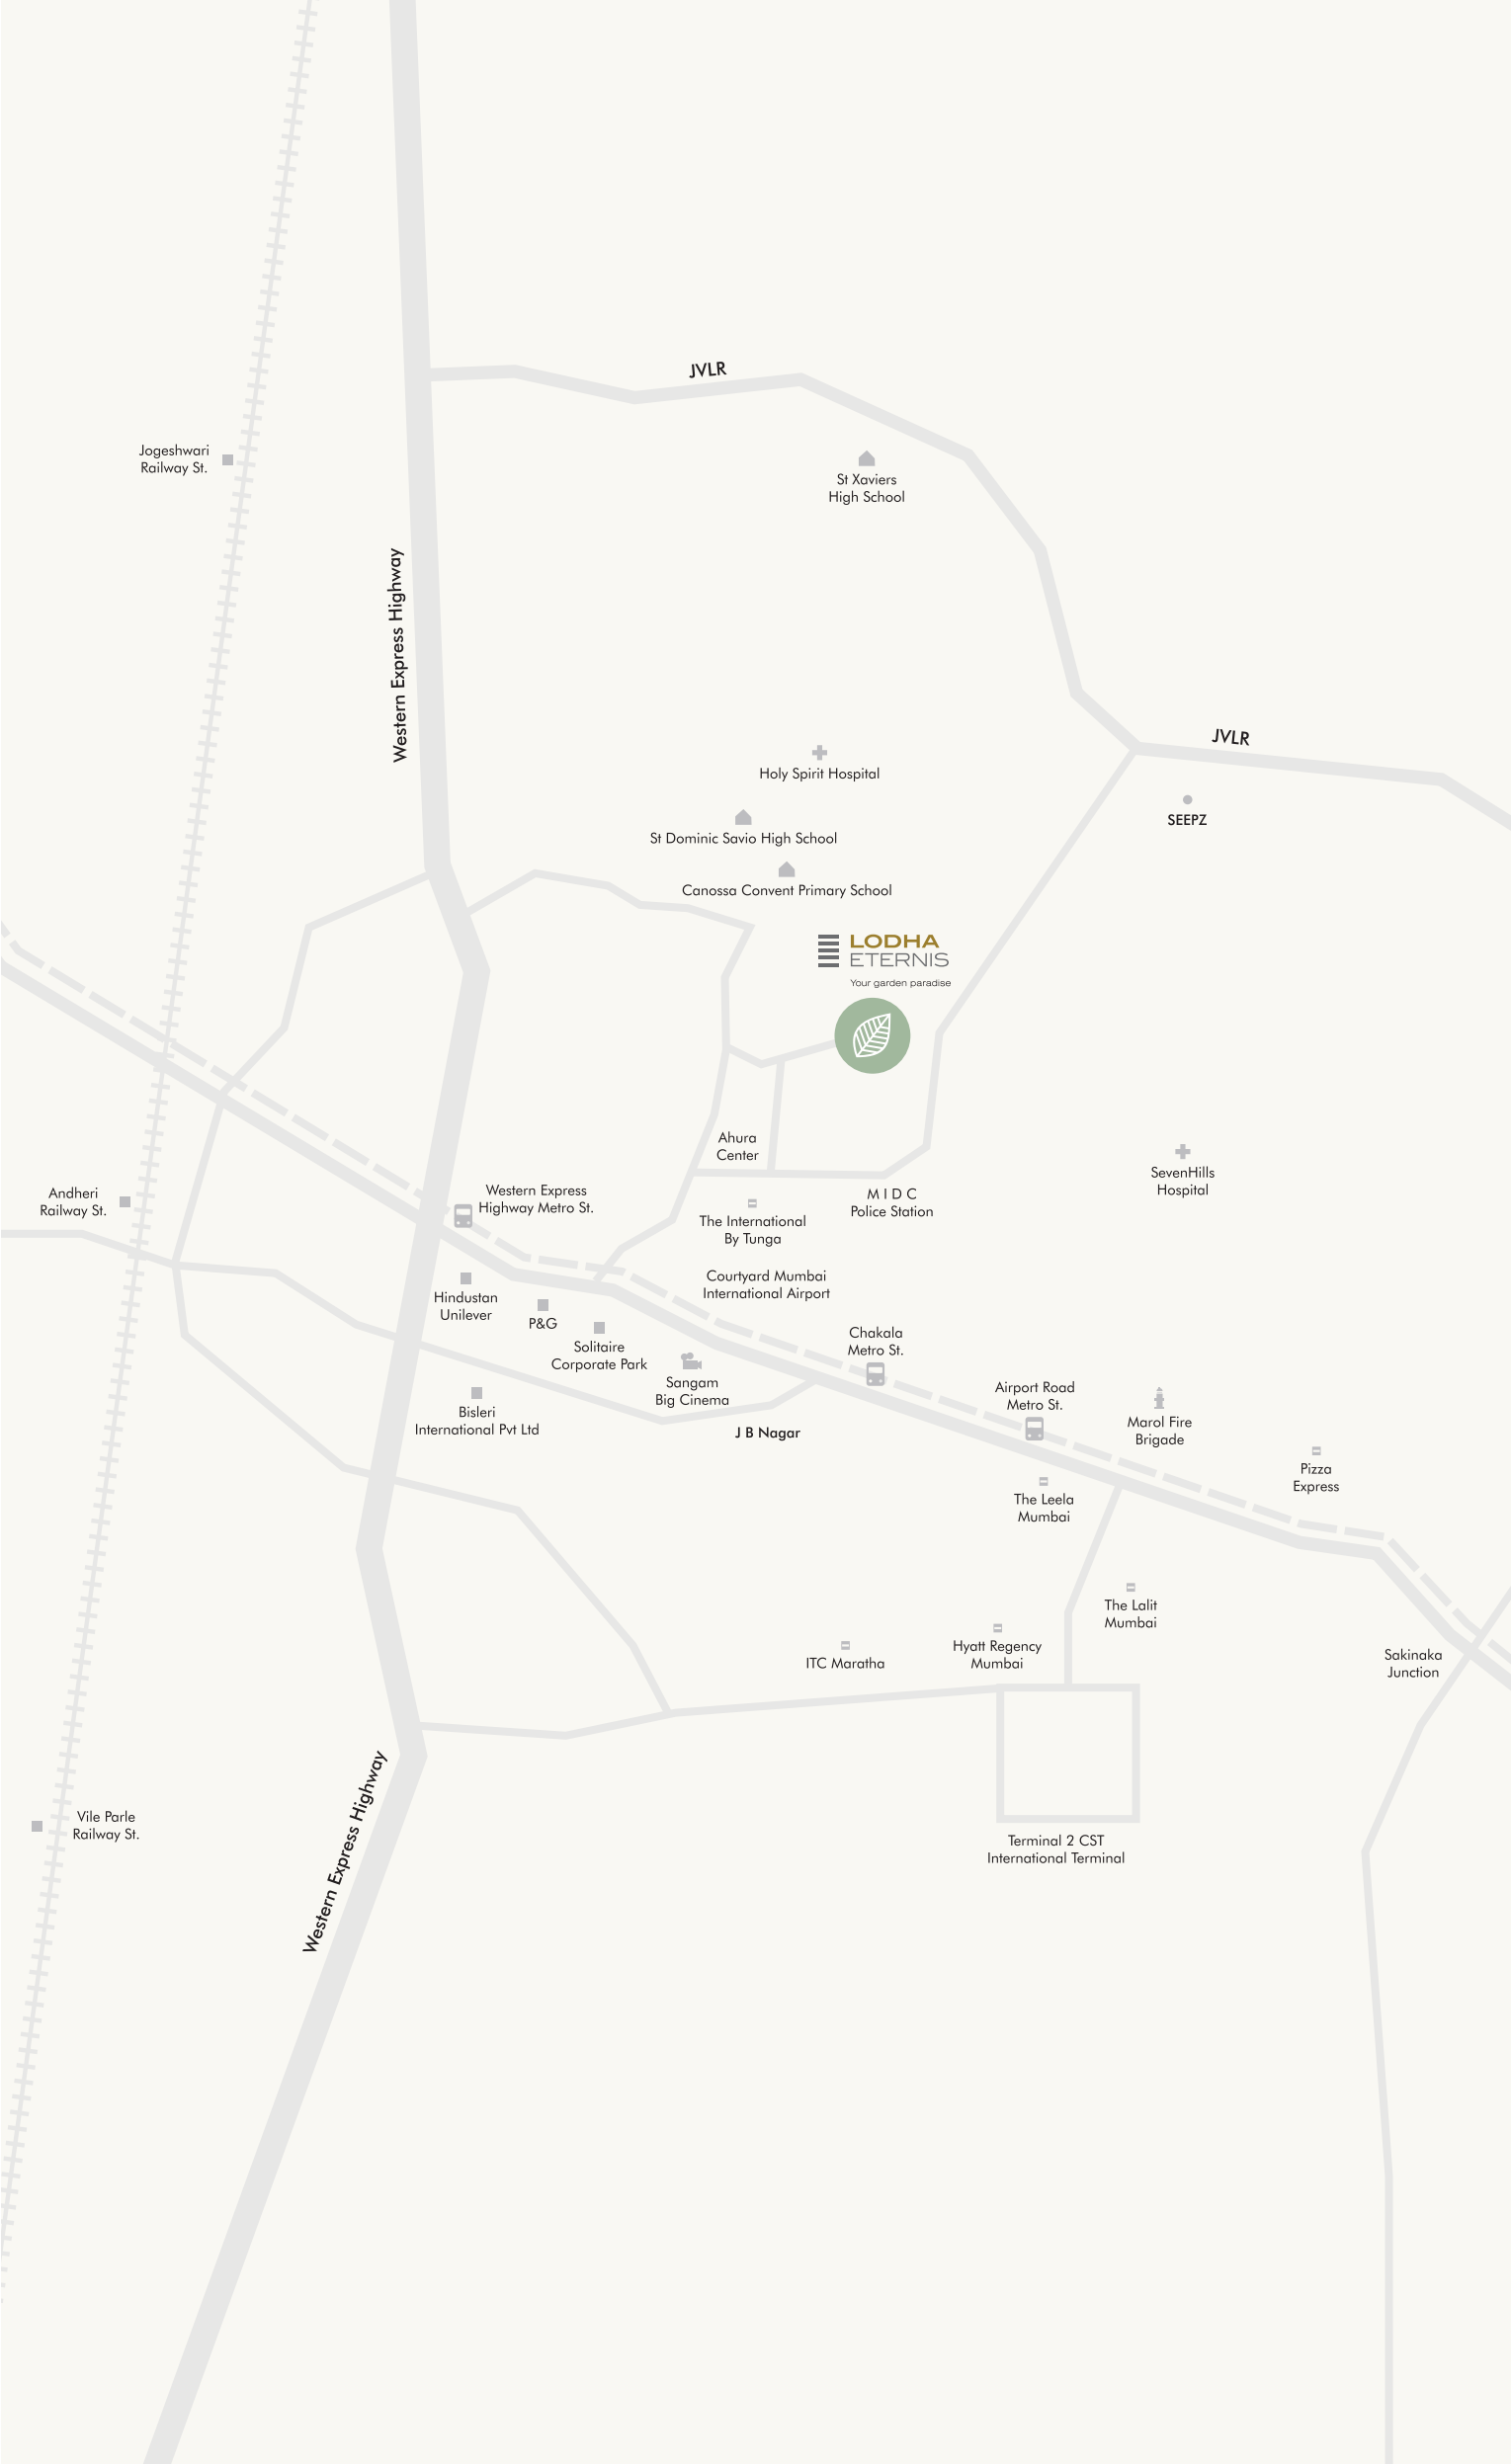 JVLR
Jogeshwari
Railway St.
St Xaviers
High School
Western Express Highway
JVLR
Holy Spirit Hospital
SEEPZ
St Dominic Savio High School
Canossa Convent Primary School
LODHA
ETERNIS
Your garden paradise
Ahura
Center
SevenHills
Hospital
Andheri
Railway St.
Western Express
Highway Metro St.
M I D C
Police Station
The International
By Tunga
Courtyard Mumbai
International Airport
Hindustan
Unilever
P&G
Solitaire
Corporate Park
Chakala
Metro St.
Sangam
Big Cinema
Airport Road
Metro St.
Bisleri
International Pvt Ltd
J B Nagar
Marol Fire
Brigade
Pizza
Express
The Leela
Mumbai
The Lalit
Mumbai
Hyatt Regency
Mumbai
ITC Maratha
Sakinaka
Junction
Western Express Highway
Vile Parle
Railway St.
Terminal 2 CST
International Terminal